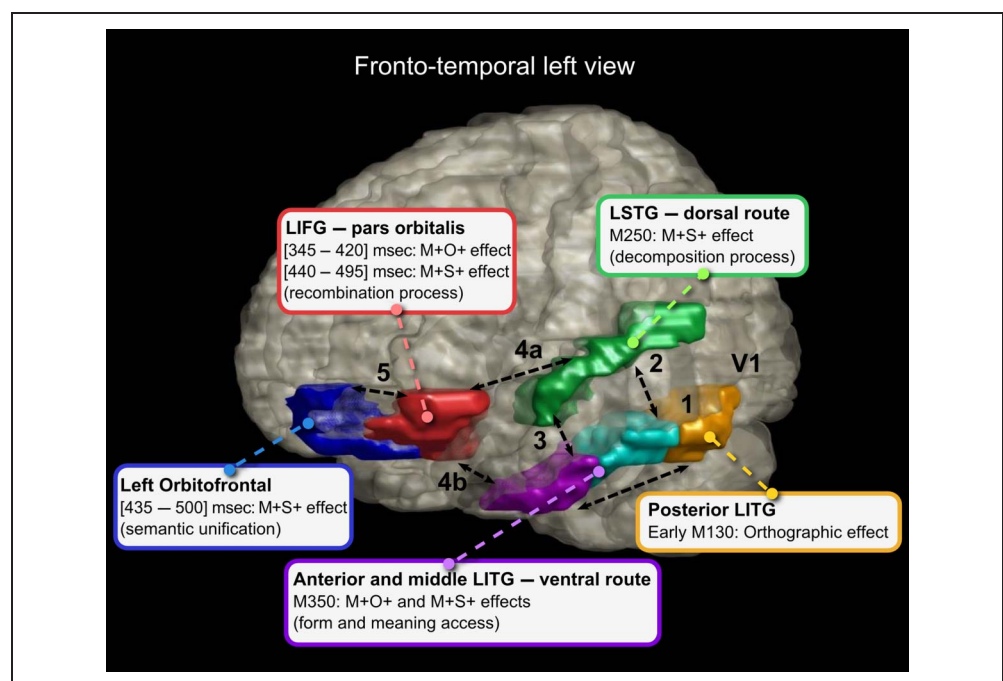 Fronto-temporal left view
LIFG – pars orbitalis
[345 – 420] msec: M+O+ effect
[440 – 495] msec: M+S+ effect
(recombination process)
LSTG – dorsal route
M250: M+S+ effect
(decomposition process)
4a
2
V1
5
1
3
4b
Left Orbitofrontal
[435 – 500] msec: M+S+ effect
(semantic unification)
Posterior LITG
Early M130: Orthographic effect
Anterior and middle LITG – ventral route
M350: M+O+ and M+S+ effects
(form and meaning access)